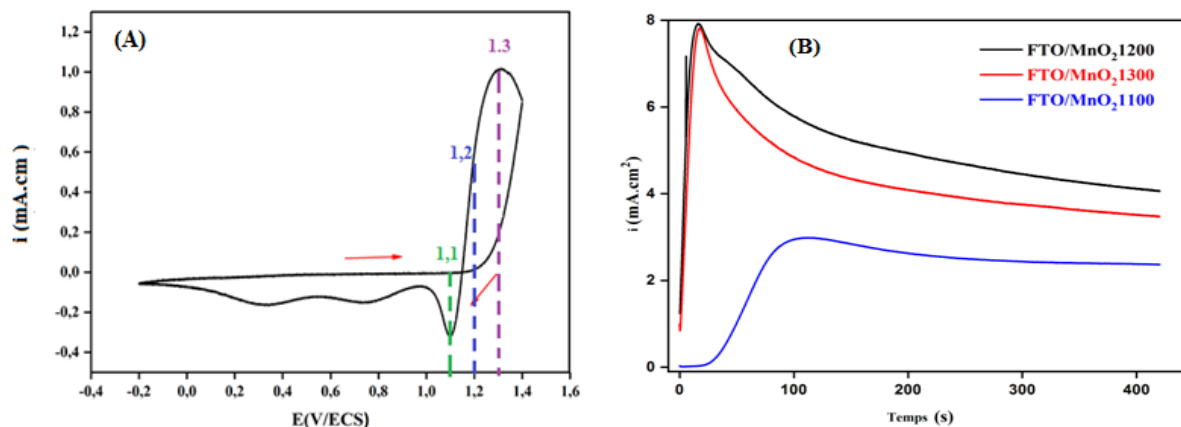 (A)
1,2
1,0
0,8
0,6
0,4
0,2
0,0
-0,2
-0,4
i (mA.cm )
1.3
1,2
1,1
-0,4 -0,2 0,0 0,2 0,4 0,6 0,8 1,0 1,2 1,4 1,6
E(V/ECS)
(B)
8
6
4
2
0
i (mA.cm²)
FTO/MnO₂1200
FTO/MnO₂1300
FTO/MnO₂1100
0 100 200 300 400
Temps (s)